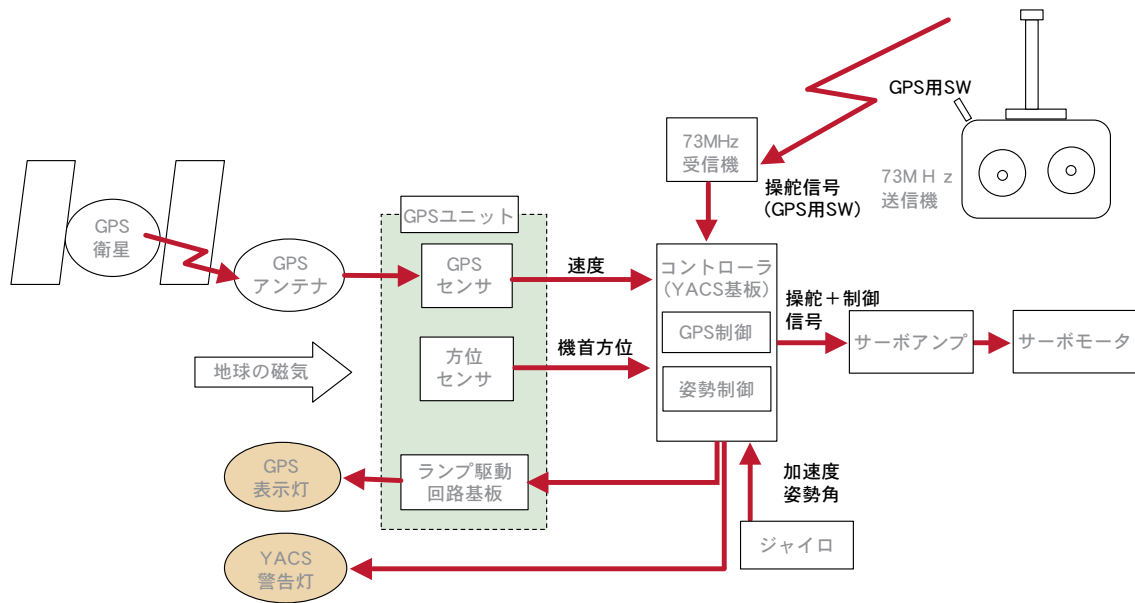 GPS用SW
73MHz
受信機
73MHz
送信機
操舵信号
(GPS用SW)
GPSユニット
GPS
衛星
GPS
アンテナ
GPS
センサ
速度
コントローラ
(YACS基板)
操舵+制御
信号
GPS制御
サーボアンプ
サーボモータ
方位
センサ
機首方位
地球の磁気
姿勢制御
GPS
表示灯
ランプ駆動
回路基板
加速度
姿勢角
ジャイロ
YACS
警告灯